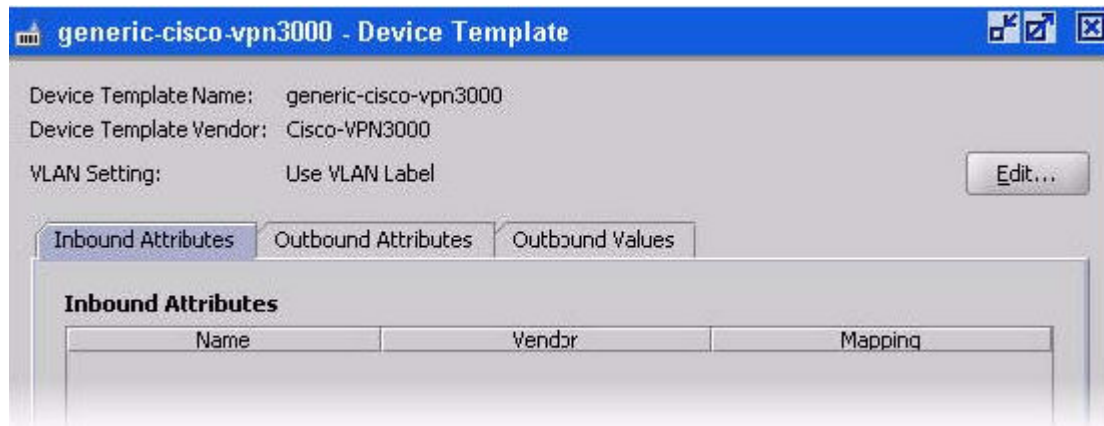 generic-cisco-vpn3000 - Device Template
Device Template Name: generic-cisco-vpn3000
Device Template Vendor: Cisco-VPN3000
VLAN Setting: Use VLAN Label
Edit...
Inbound Attributes Outbound Attributes Outbound Values
Inbound Attributes
Name Vendor Mapping